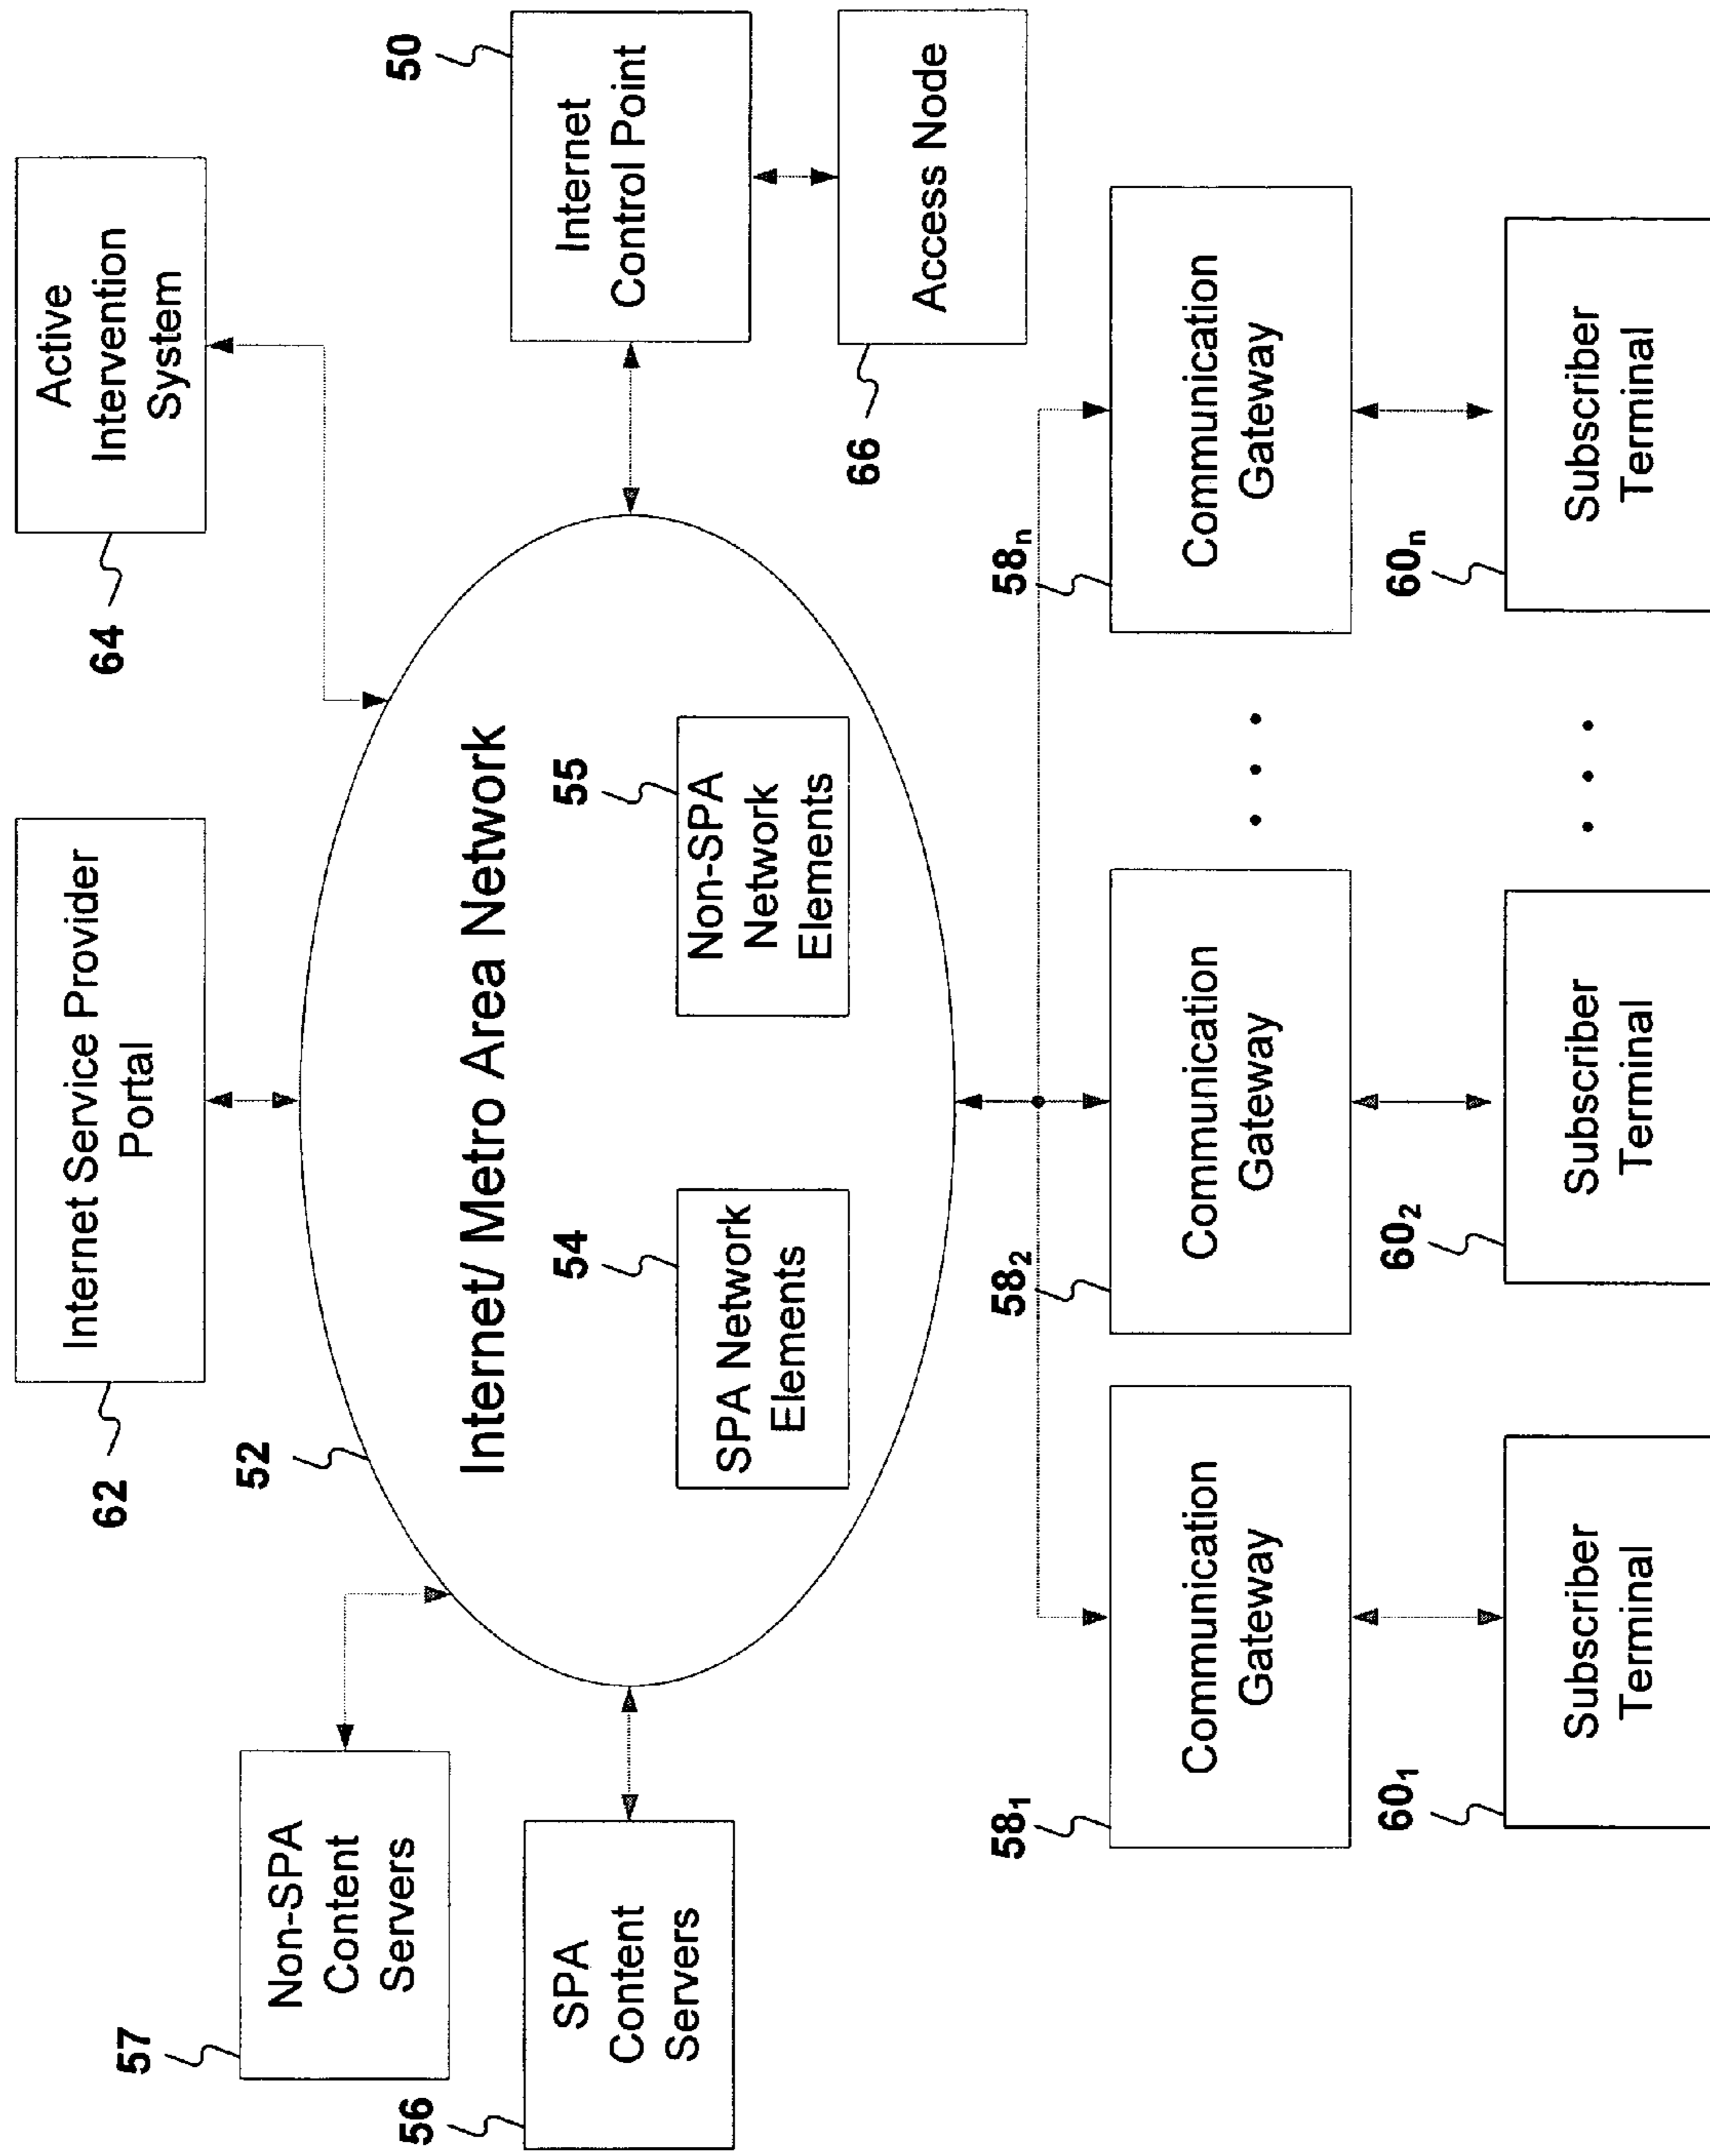 62
Internet Service Provider
Portal
64
Active
Intervention
System
57
Non-SPA
Content
Servers
52
Internet/ Metro Area Network
50
Internet
Control Point
56
SPA
Content
Servers
54
SPA Network
Elements
55
Non-SPA
Network
Elements
66
Access Node
58₁
Communication
Gateway
58₂
Communication
Gateway
• • •
58ₙ
Communication
Gateway
60₁
Subscriber
Terminal
60₂
Subscriber
Terminal
• • •
60ₙ
Subscriber
Terminal